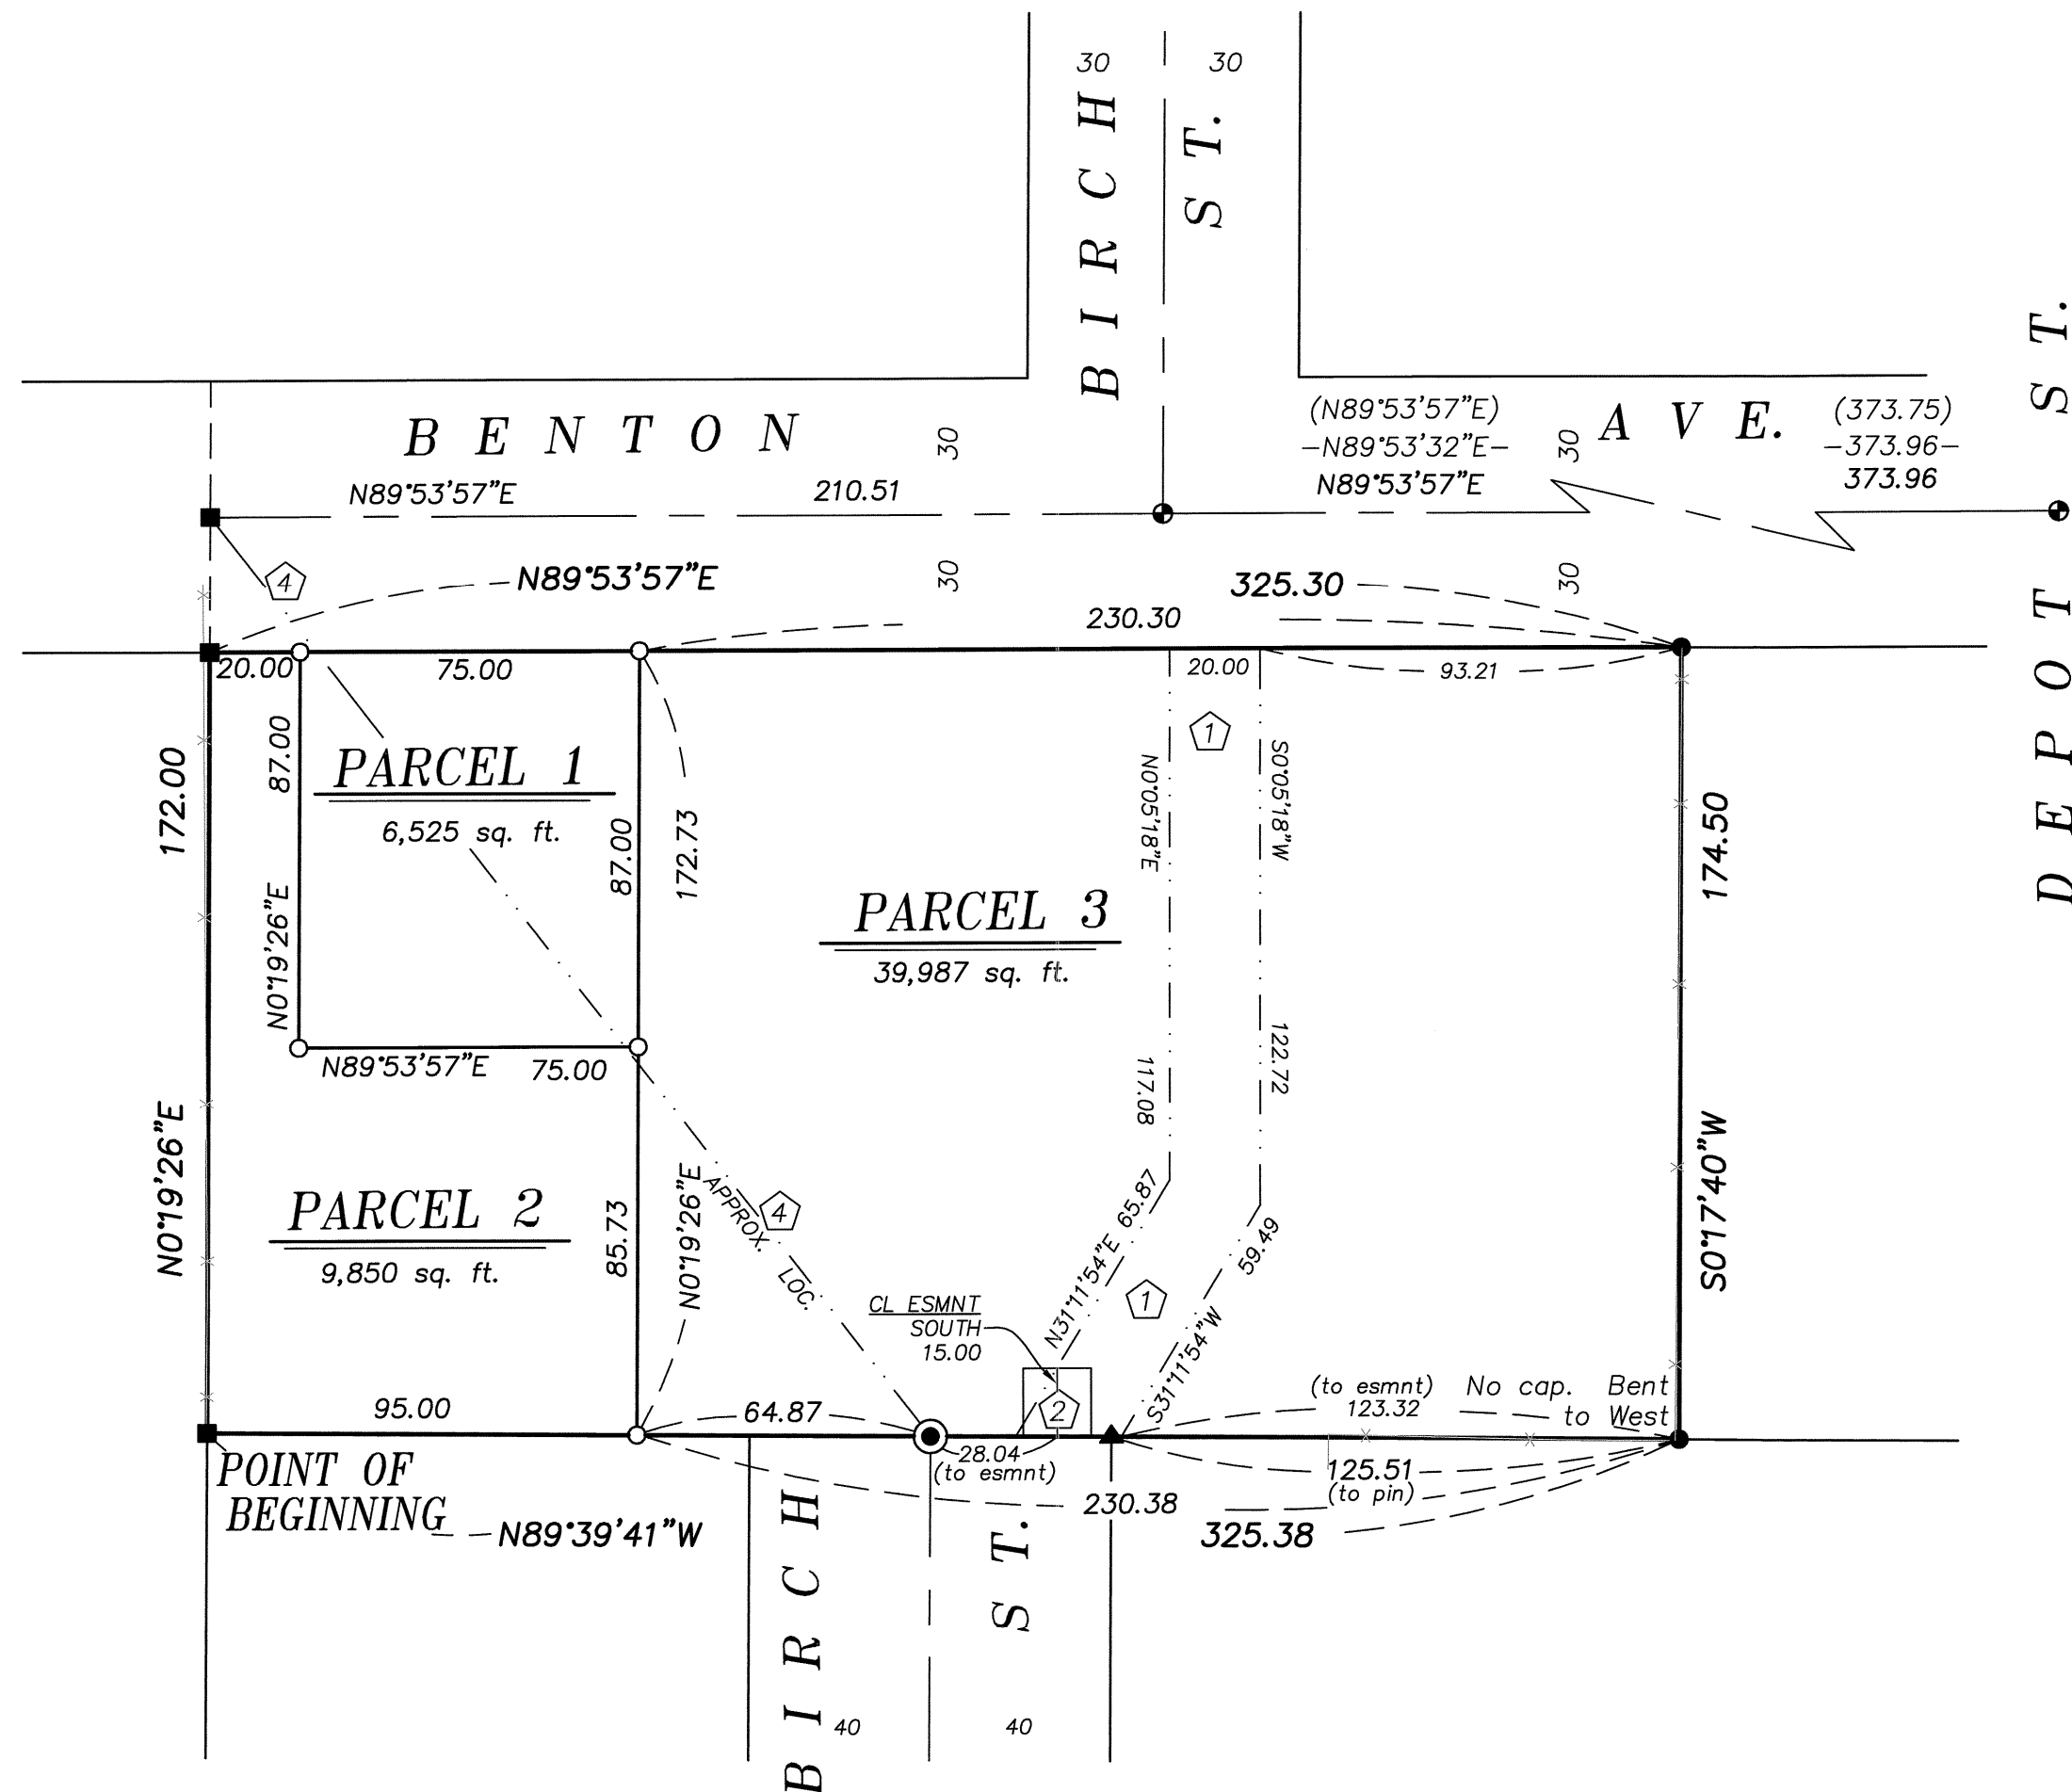 30
30
BIRCH
ST.
BENTON
30
(N89°53'57"E)
-N89°53'32"E-
N89°53'57"E
30
AVE.
(373.75)
-373.96-
373.96
DEPOT ST.
N89°53'57"E
210.51
4
N89°53'57"E
30
325.30
30
230.30
20.00
75.00
20.00
93.21
172.00
N0°19'26"E
87.00
N0°19'26"E
PARCEL 1
6,525 sq. ft.
87.00
172.73
1
N0°05'18"E
S0°05'18"W
174.50
S0°17'40"W
PARCEL 3
39,987 sq. ft.
117.08
122.72
N89°53'57"E
75.00
PARCEL 2
9,850 sq. ft.
85.73
N0°19'26"E
APPROX.
LOC.
4
N31°11'54"E 65.87
59.49
S31°11'54"W
1
CL ESMNT
SOUTH
15.00
2
95.00
64.87
28.04
(to esmnt)
(to esmnt)
123.32
No cap. Bent
to West
125.51
(to pin)
230.38
POINT OF
BEGINNING
N89°39'41"W
325.38
BIRCH
ST.
40
40